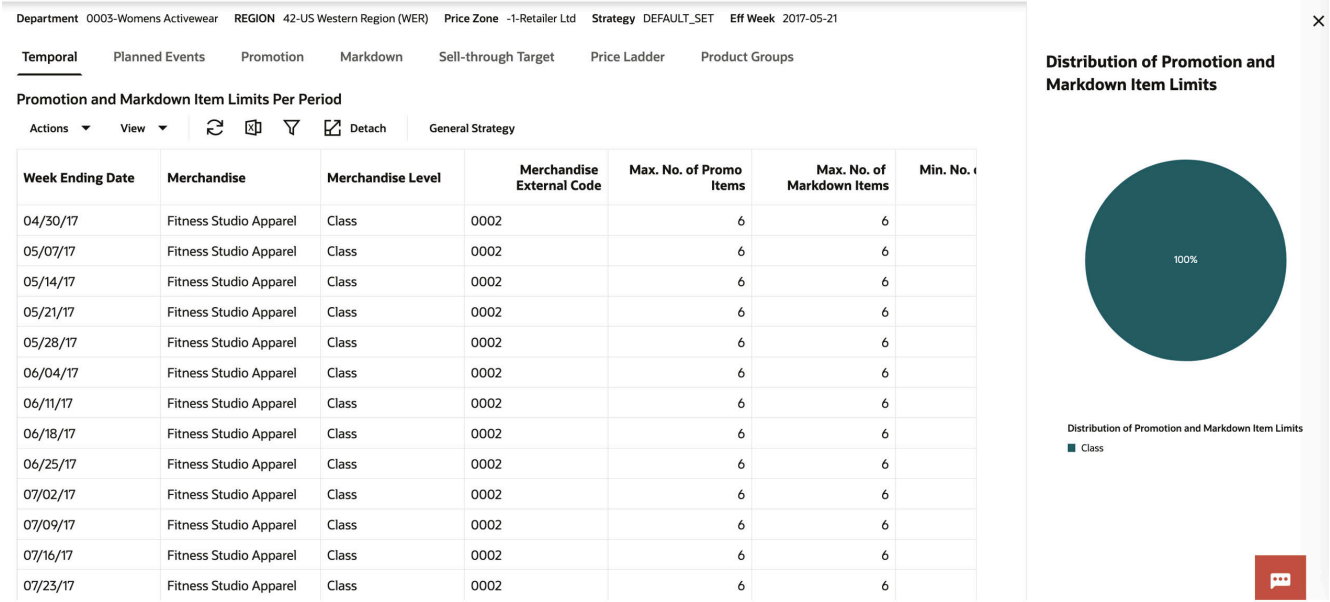 Department 0003-Womens Activewear REGION 42-US Western Region (WER) Price Zone -1-Retailer Ltd Strategy DEFAULT_SET Eff Week 2017-05-21
Temporal Planned Events Promotion Markdown Sell-through Target Price Ladder Product Groups
Promotion and Markdown Item Limits Per Period
Actions View Detach General Strategy
Week Ending Date Merchandise Merchandise Level Merchandise External Code Max. No. of Promo Items Max. No. of Markdown Items Min. No.
04/30/17 Fitness Studio Apparel Class 0002 6 6
05/07/17 Fitness Studio Apparel Class 0002 6 6
05/14/17 Fitness Studio Apparel Class 0002 6 6
05/21/17 Fitness Studio Apparel Class 0002 6 6
05/28/17 Fitness Studio Apparel Class 0002 6 6
06/04/17 Fitness Studio Apparel Class 0002 6 6
06/11/17 Fitness Studio Apparel Class 0002 6 6
06/18/17 Fitness Studio Apparel Class 0002 6 6
06/25/17 Fitness Studio Apparel Class 0002 6 6
07/02/17 Fitness Studio Apparel Class 0002 6 6
07/09/17 Fitness Studio Apparel Class 0002 6 6
07/16/17 Fitness Studio Apparel Class 0002 6 6
07/23/17 Fitness Studio Apparel Class 0002 6 6
Distribution of Promotion and
Markdown Item Limits
100%
Distribution of Promotion and Markdown Item Limits
Class